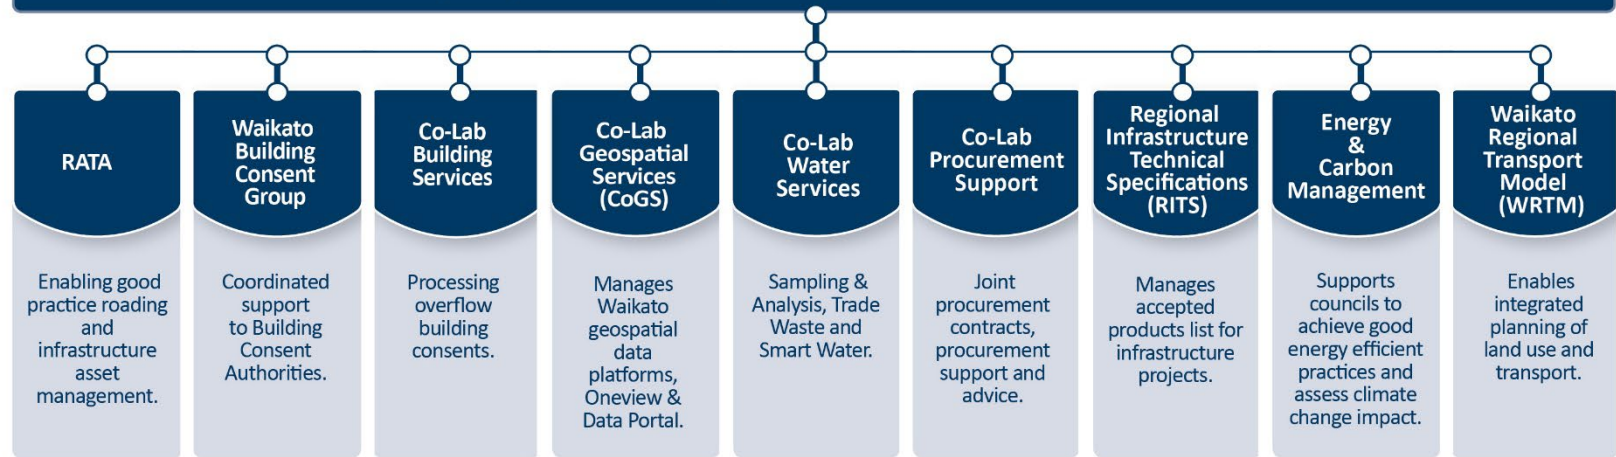 RATA
Enabling good
practice roading
and
infrastructure
asset
management.
Waikato
Building
Consent
Group
Coordinated
support
to Building
Consent
Authorities.
Co-Lab
Building
Services
Processing
overflow
building
consents.
Co-Lab
Geospatial
Services
(CoGS)
Manages
Waikato
geospatial
data
platforms,
Oneview &
Data Portal.
Co-Lab
Water
Services
Sampling &
Analysis, Trade
Waste and
Smart Water.
Co-Lab
Procurement
Support
Joint
procurement
contracts,
procurement
support and
advice.
Regional
Infrastructure
Technical
Specifications
(RITS)
Manages
accepted
products list for
infrastructure
projects.
Energy
&
Carbon
Management
Supports
councils to
achieve good
energy efficient
practices and
assess climate
change impact.
Waikato
Regional
Transport
Model
(WRTM)
Enables
integrated
planning of
land use and
transport.